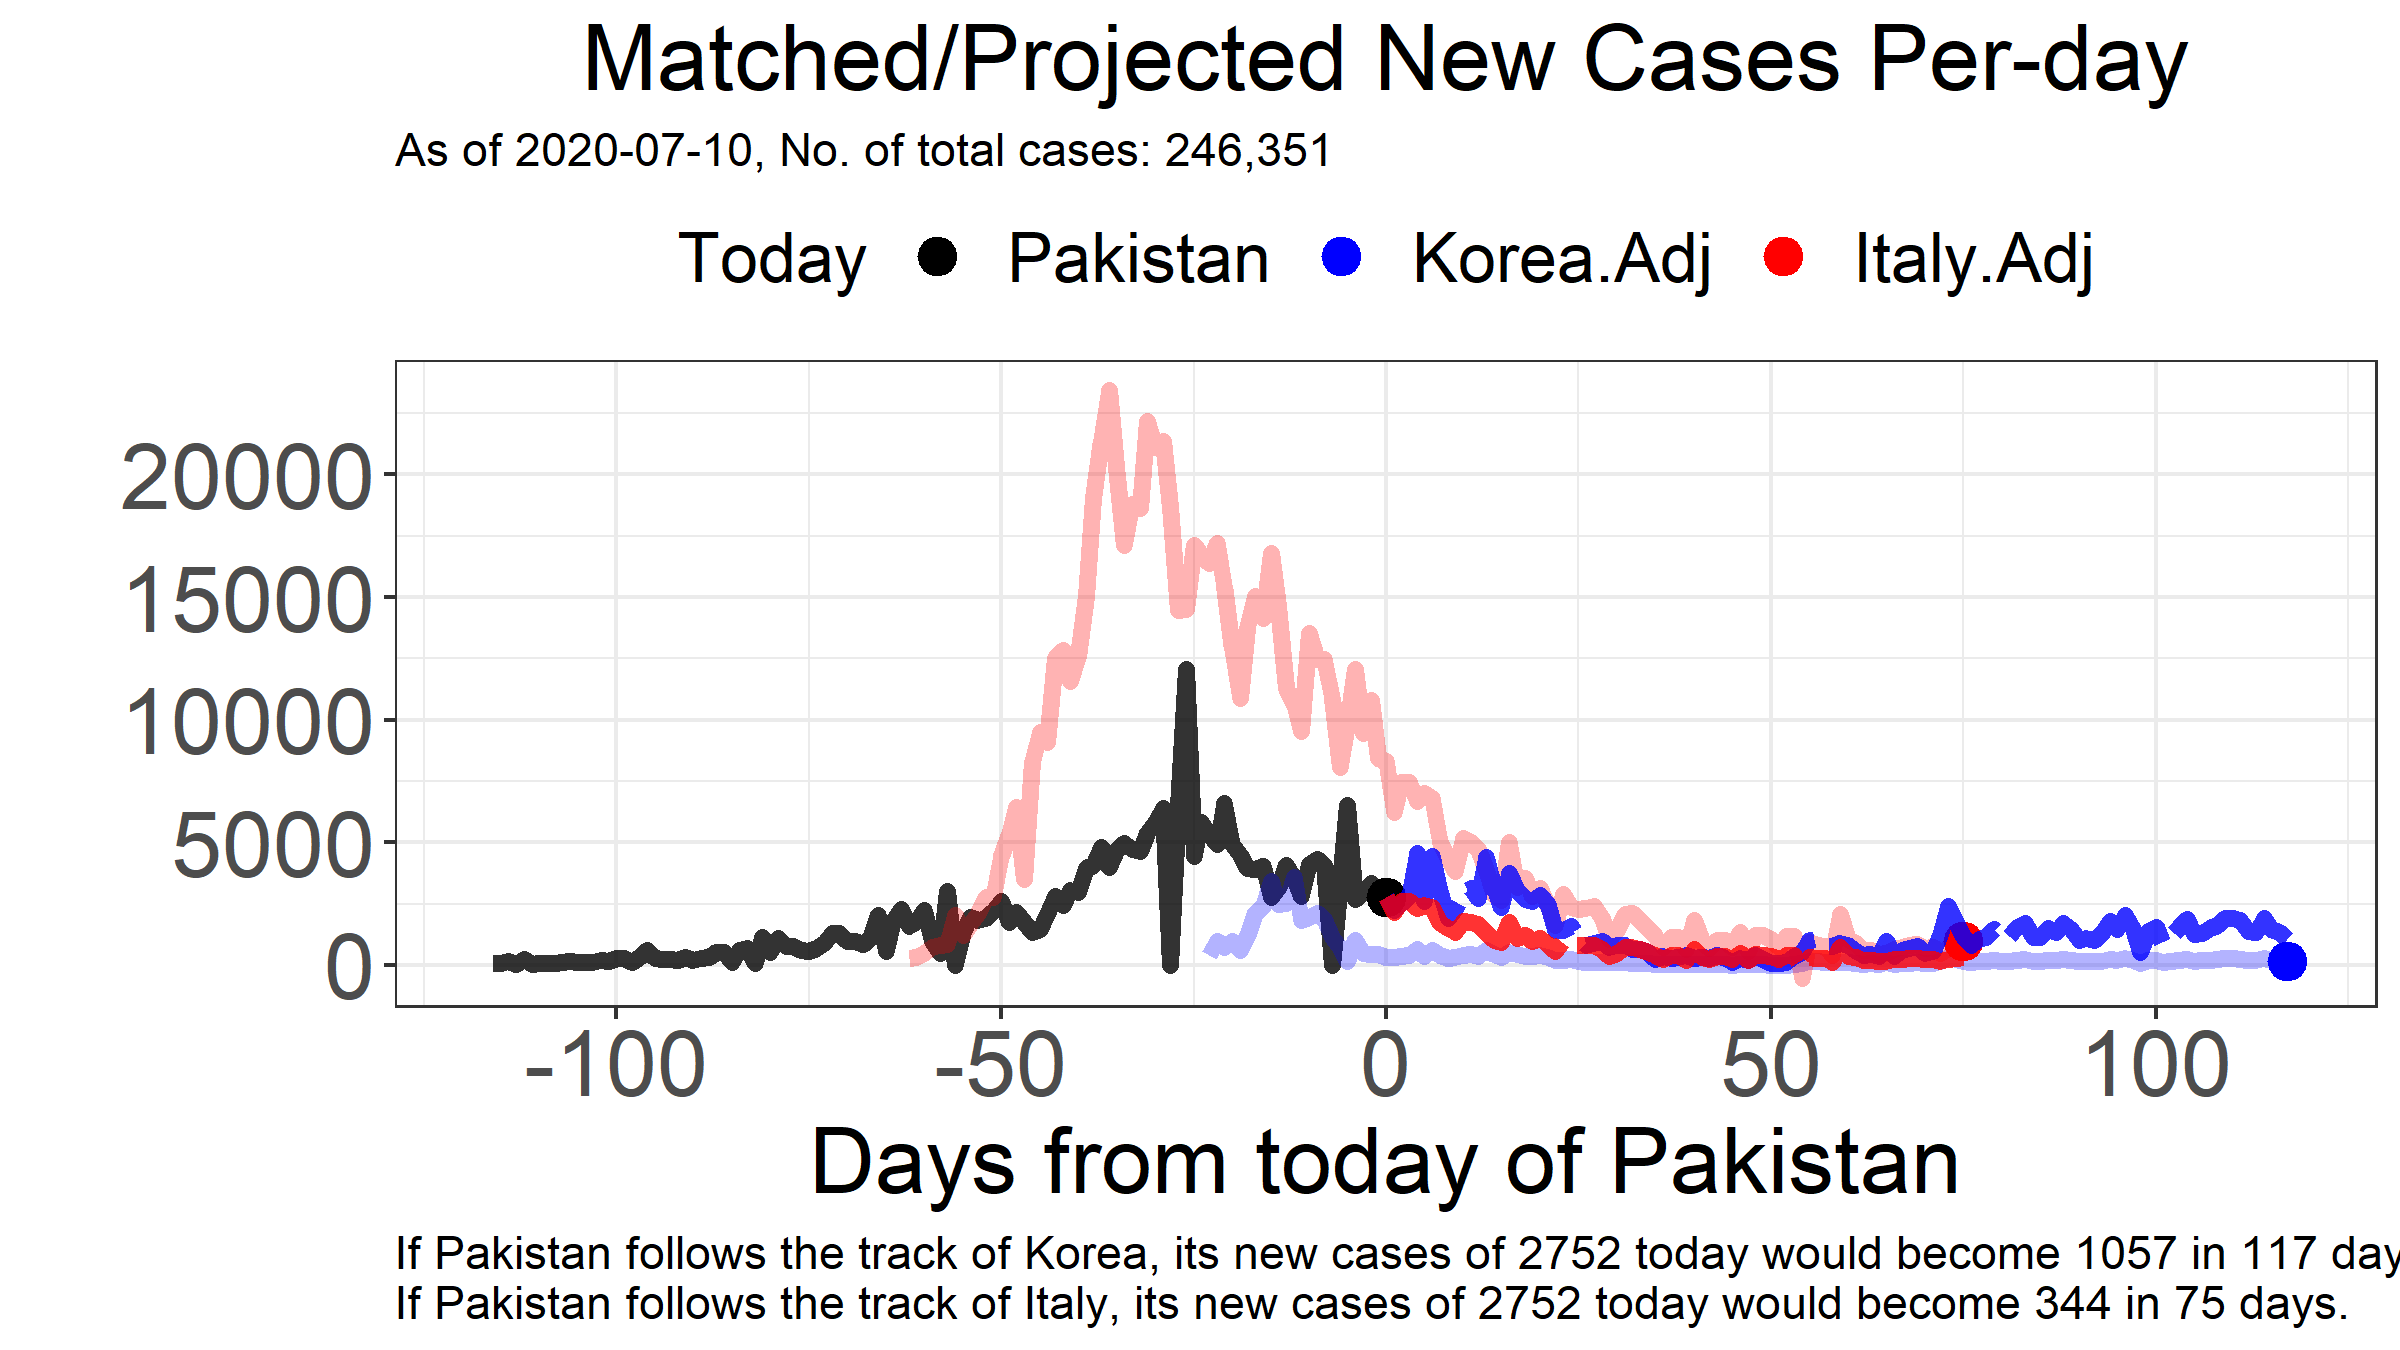 Matched/Projected New Cases Per-day
As of 2020-07-10, No. of total cases: 246,351
Today Pakistan Korea.Adj Italy.Adj
20000
15000
10000
5000
0
-100 -50 0 50 100
Days from today of Pakistan
If Pakistan follows the track of Korea, its new cases of 2752 today would become 1057 in 117 day
If Pakistan follows the track of Italy, its new cases of 2752 today would become 344 in 75 days.